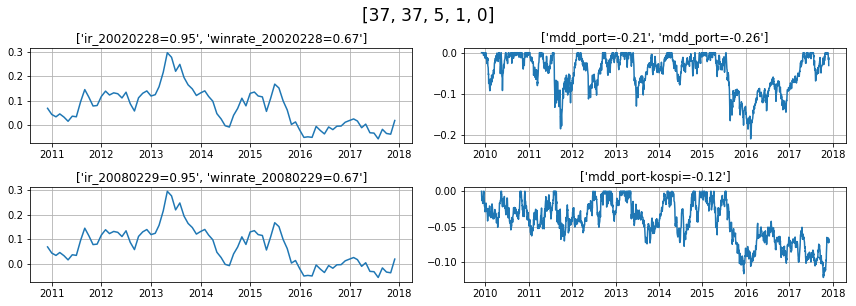 [37, 37, 5, 1, 0]
['ir_20020228=0.95', 'winrate_20020228=0.67']
0.3
0.2
0.1
0.0
2011 2012 2013 2014 2015 2016 2017 2018
['mdd_port=-0.21', 'mdd_port=-0.26']
0.0
−0.1
−0.2
2010 2011 2012 2013 2014 2015 2016 2017 2018
['ir_20080229=0.95', 'winrate_20080229=0.67']
0.3
0.2
0.1
0.0
2011 2012 2013 2014 2015 2016 2017 2018
['mdd_port-kospi=-0.12']
0.00
−0.05
−0.10
2010 2011 2012 2013 2014 2015 2016 2017 2018